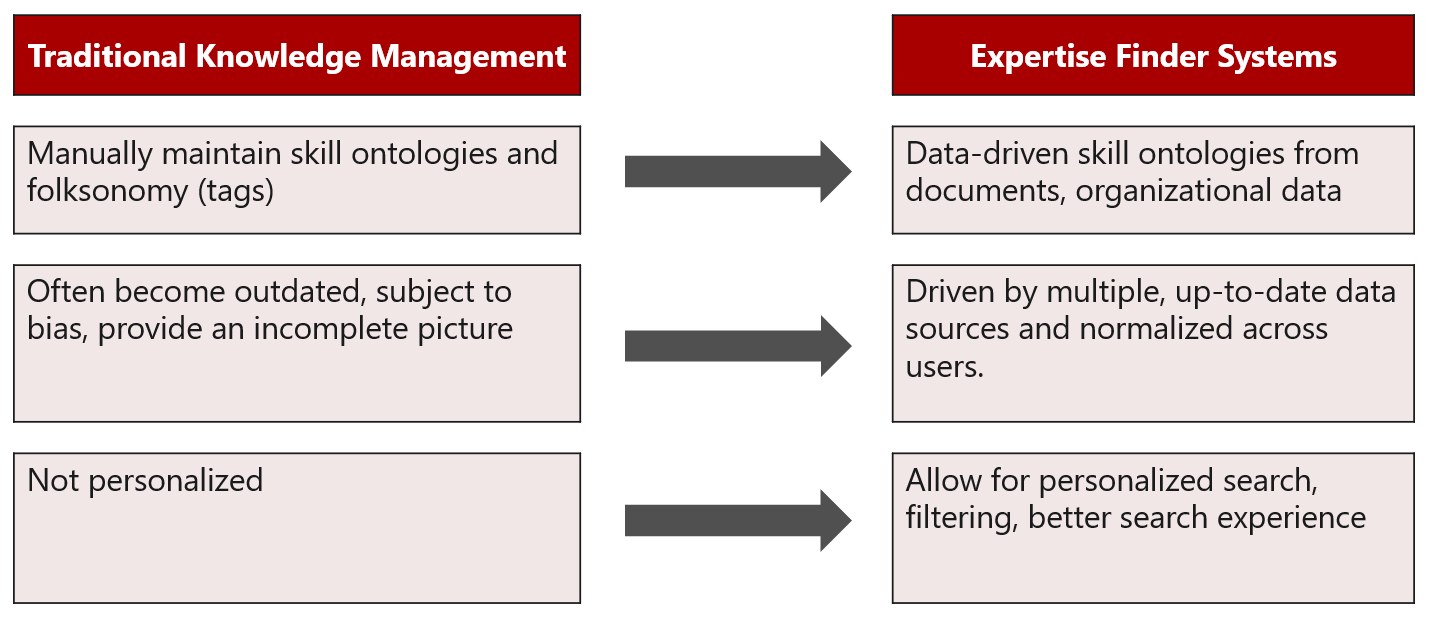 Traditional Knowledge Management
Expertise Finder Systems
Manually maintain skill ontologies and
folksonomy (tags)
Data-driven skill ontologies from
documents, organizational data
Often become outdated, subject to
bias, provide an incomplete picture
Driven by multiple, up-to-date data
sources and normalized across
users.
Not personalized
Allow for personalized search,
filtering, better search experience